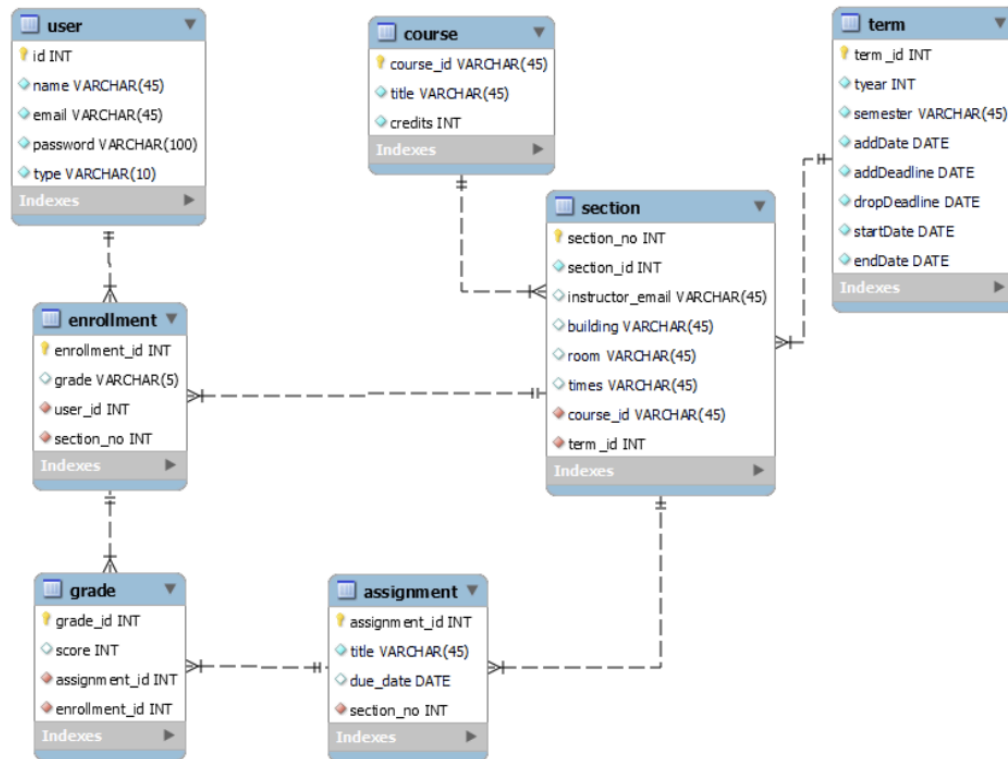 user
id INT
name VARCHAR(45)
email VARCHAR(45)
password VARCHAR(100)
type VARCHAR(10)
Indexes
course
course_id VARCHAR(45)
title VARCHAR(45)
credits INT
Indexes
term
term_id INT
tyear INT
semester VARCHAR(45)
addDate DATE
addDeadline DATE
dropDeadline DATE
startDate DATE
endDate DATE
Indexes
section
section_no INT
section_id INT
instructor_email VARCHAR(45)
building VARCHAR(45)
room VARCHAR(45)
times VARCHAR(45)
course_id VARCHAR(45)
term_id INT
Indexes
enrollment
enrollment_id INT
grade VARCHAR(5)
user_id INT
section_no INT
Indexes
grade
grade_id INT
score INT
assignment_id INT
enrollment_id INT
Indexes
assignment
assignment_id INT
title VARCHAR(45)
due_date DATE
section_no INT
Indexes